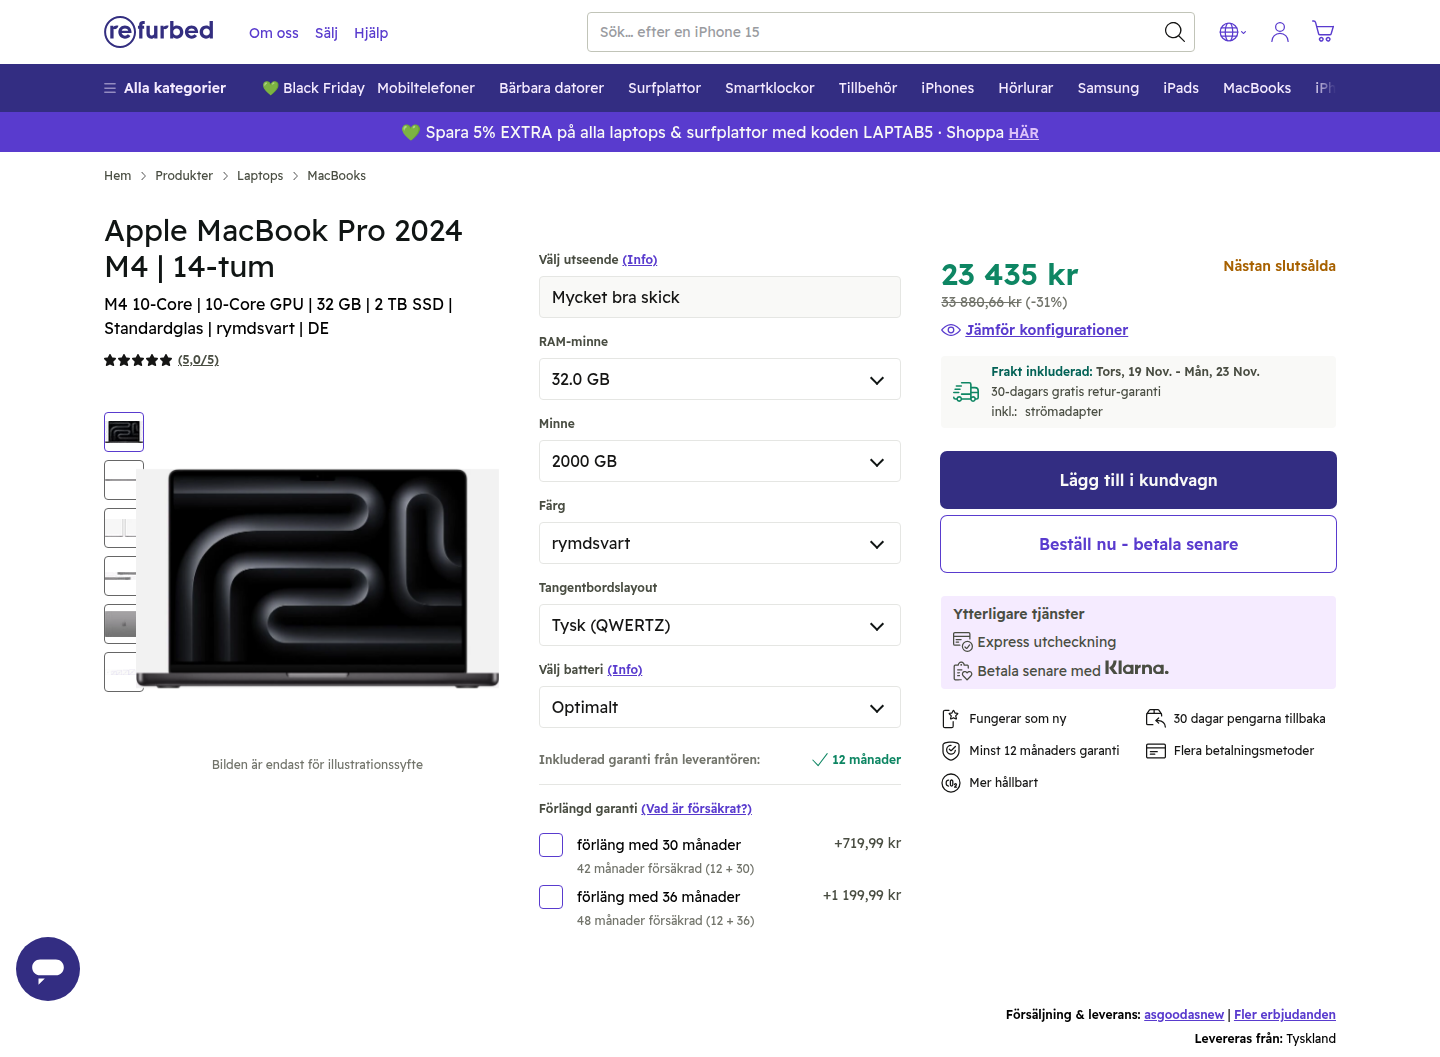 refurbed
Om oss
Sälj
Hjälp
Sök... efter en iPhone 15
Alla kategorier
💚 Black Friday
Mobiltelefoner
Bärbara datorer
Surfplattor
Smartklockor
Tillbehör
iPhones
Hörlurar
Samsung
iPads
MacBooks
iPh
💚 Spara 5% EXTRA på alla laptops & surfplattor med koden LAPTAB5 · Shoppa HÄR
Hem > Produkter > Laptops > MacBooks
Apple MacBook Pro 2024
M4 | 14-tum
M4 10-Core | 10-Core GPU | 32 GB | 2 TB SSD |
Standardglas | rymdsvart | DE
(5,0/5)
Bilden är endast för illustrationssyfte
Välj utseende (Info)
Mycket bra skick
RAM-minne
32.0 GB
Minne
2000 GB
Färg
rymdsvart
Tangentbordslayout
Tysk (QWERTZ)
Välj batteri (Info)
Optimalt
Inkluderad garanti från leverantören:
12 månader
Förlängd garanti (Vad är försäkrat?)
förläng med 30 månader
+719,99 kr
42 månader försäkrad (12 + 30)
förläng med 36 månader
+1 199,99 kr
48 månader försäkrad (12 + 36)
23 435 kr
Nästan slutsålda
33 880,66 kr (-31%)
Jämför konfigurationer
Frakt inkluderad: Tors, 19 Nov. - Mån, 23 Nov.
30-dagars gratis retur-garanti
inkl.: strömadapter
Lägg till i kundvagn
Beställ nu - betala senare
Ytterligare tjänster
Express utcheckning
Betala senare med Klarna.
Fungerar som ny
30 dagar pengarna tillbaka
Minst 12 månaders garanti
Flera betalningsmetoder
CO2
Mer hållbart
Försäljning & leverans: asgoodasnew | Fler erbjudanden
Levereras från: Tyskland